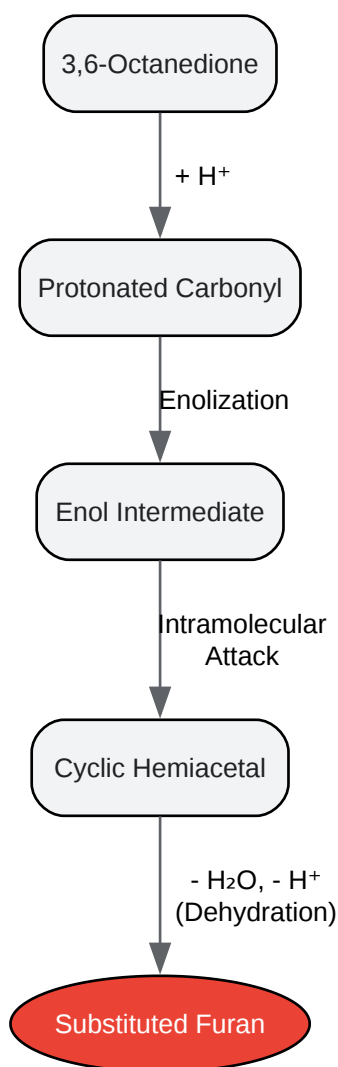 3,6-Octanedione
+ H⁺
Protonated Carbonyl
Enolization
Enol Intermediate
Intramolecular
Attack
Cyclic Hemiacetal
- H₂O, - H⁺
(Dehydration)
Substituted Furan